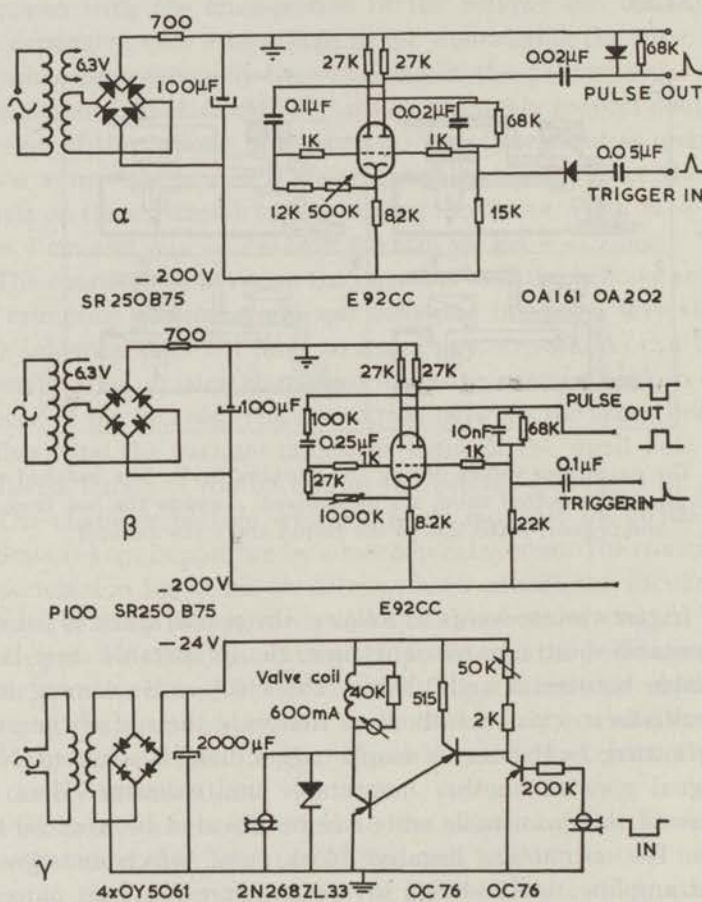 700
6.3V
27K 27K
0.02µF
68K
100µF
PULSE OUT
0.1µF
0.02µF
68K
1K
1K
0.05µF
12K 500K
TRIGGER IN
α
8.2K
15K
-200V
SR250B75 E92CC OA161 OA202
700
6.3V
27K 27K
PULSE
100µF
OUT
100K
10nF
68K
0.25µF
1K
1K
0.1µF
27K
TRIGGER IN
β
1000K
8.2K
22K
-200V
P100 SR250 B75 E92CC
-24V
Valve coil
600mA
40K
515
50K
2K
2000µF
200K
IN
γ
4xOY5061 2N268 ZL33 OC76 OC76